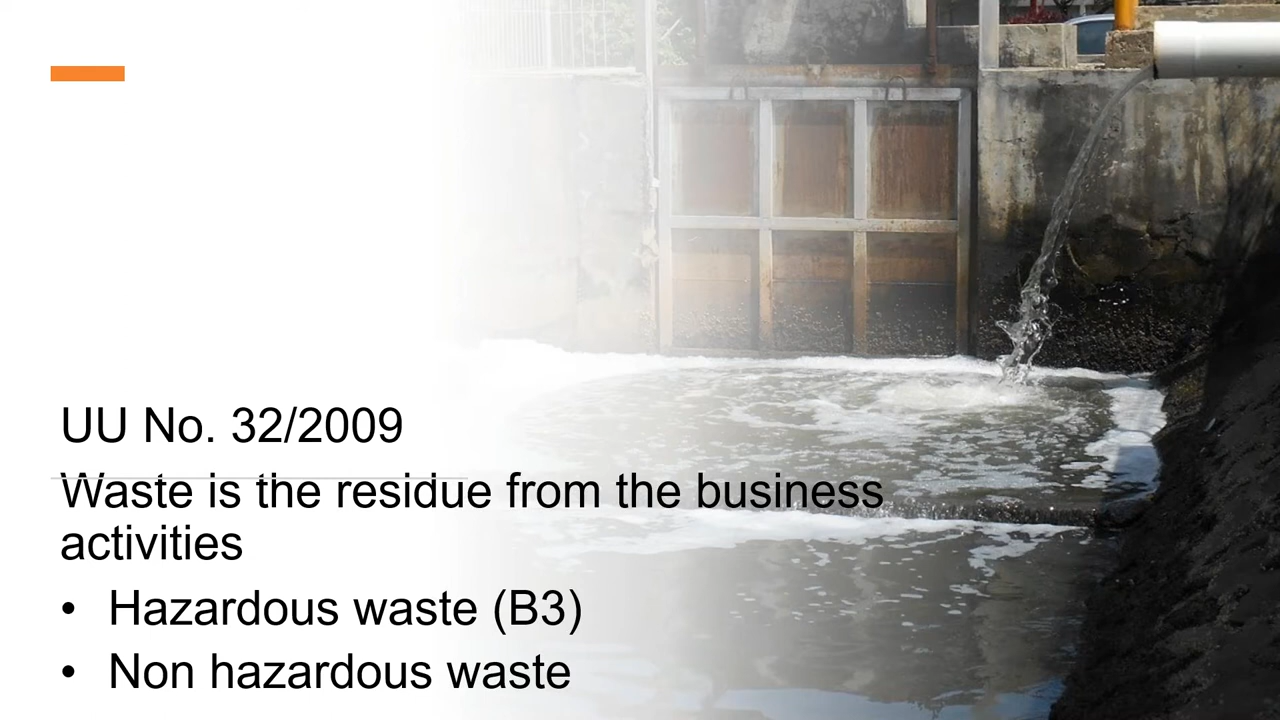 UU No. 32/2009
Waste is the residue from the business
activities
• Hazardous waste (B3)
• Non hazardous waste